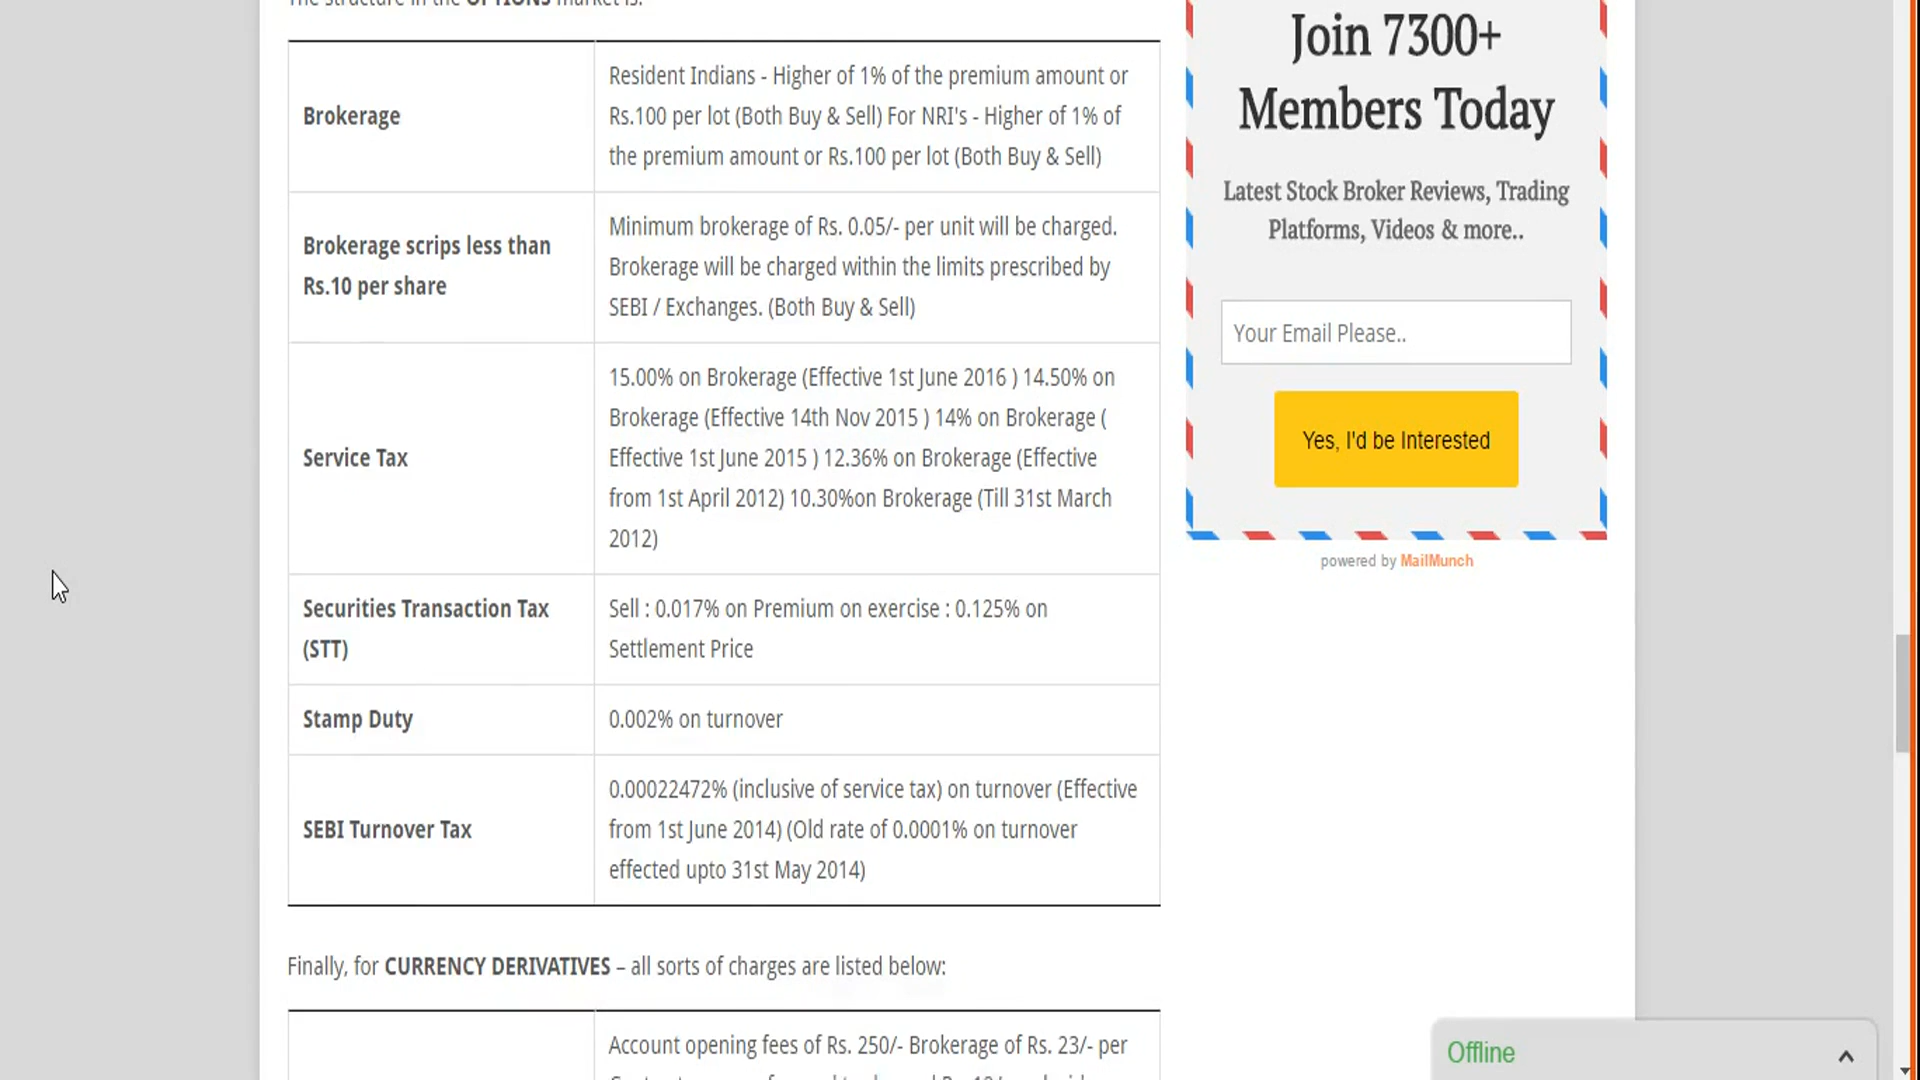 The structure in the OPTIONS market is:
Brokerage
Resident Indians - Higher of 1% of the premium amount or
Rs.100 per lot (Both Buy & Sell) For NRI's - Higher of 1% of
the premium amount or Rs.100 per lot (Both Buy & Sell)
Brokerage scrips less than
Rs.10 per share
Minimum brokerage of Rs. 0.05/- per unit will be charged.
Brokerage will be charged within the limits prescribed by
SEBI / Exchanges. (Both Buy & Sell)
Service Tax
15.00% on Brokerage (Effective 1st June 2016 ) 14.50% on
Brokerage (Effective 14th Nov 2015 ) 14% on Brokerage (
Effective 1st June 2015 ) 12.36% on Brokerage (Effective
from 1st April 2012) 10.30%on Brokerage (Till 31st March
2012)
Securities Transaction Tax
(STT)
Sell : 0.017% on Premium on exercise : 0.125% on
Settlement Price
Stamp Duty
0.002% on turnover
SEBI Turnover Tax
0.00022472% (inclusive of service tax) on turnover (Effective
from 1st June 2014) (Old rate of 0.0001% on turnover
effected upto 31st May 2014)
Finally, for CURRENCY DERIVATIVES – all sorts of charges are listed below:
Account opening fees of Rs. 250/- Brokerage of Rs. 23/- per
Join 7300+
Members Today
Latest Stock Broker Reviews, Trading
Platforms, Videos & more..
Your Email Please..
Yes, I'd be Interested
powered by MailMunch
Offline